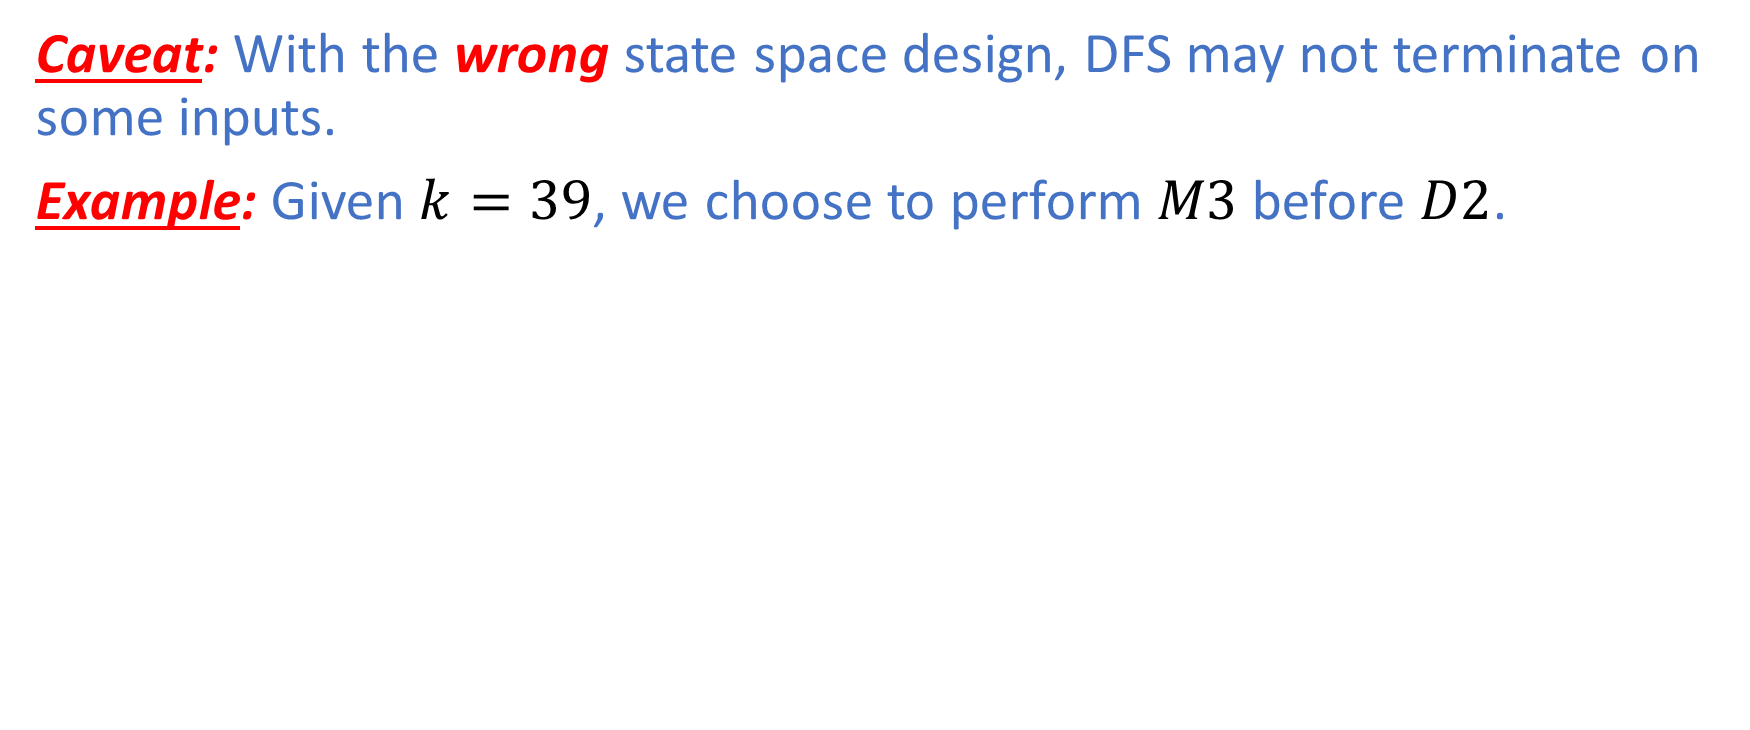 Caveat: With the wrong state space design, DFS may not terminate on
some inputs.
Example: Given k = 39, we choose to perform M3 before D2.